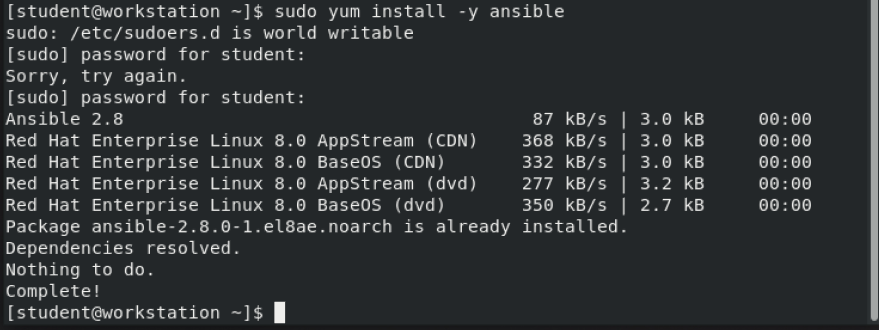 [student@workstation ~]$ sudo yum install -y ansible
sudo: /etc/sudoers.d is world writable
[sudo] password for student:
Sorry, try again.
[sudo] password for student:
Ansible 2.8                                      87 kB/s | 3.0 kB     00:00
Red Hat Enterprise Linux 8.0 AppStream (CDN)    368 kB/s | 3.0 kB     00:00
Red Hat Enterprise Linux 8.0 BaseOS (CDN)       332 kB/s | 3.0 kB     00:00
Red Hat Enterprise Linux 8.0 AppStream (dvd)    277 kB/s | 3.2 kB     00:00
Red Hat Enterprise Linux 8.0 BaseOS (dvd)       350 kB/s | 2.7 kB     00:00
Package ansible-2.8.0-1.el8ae.noarch is already installed.
Dependencies resolved.
Nothing to do.
Complete!
[student@workstation ~]$